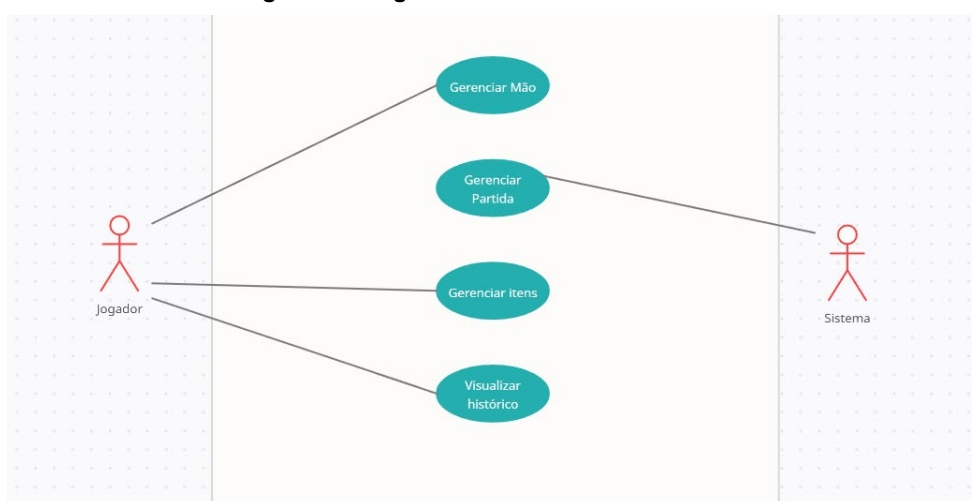 Gerenciar Mão
Gerenciar
Partida
Jogador
Gerenciar itens
Sistema
Visualizar
histórico